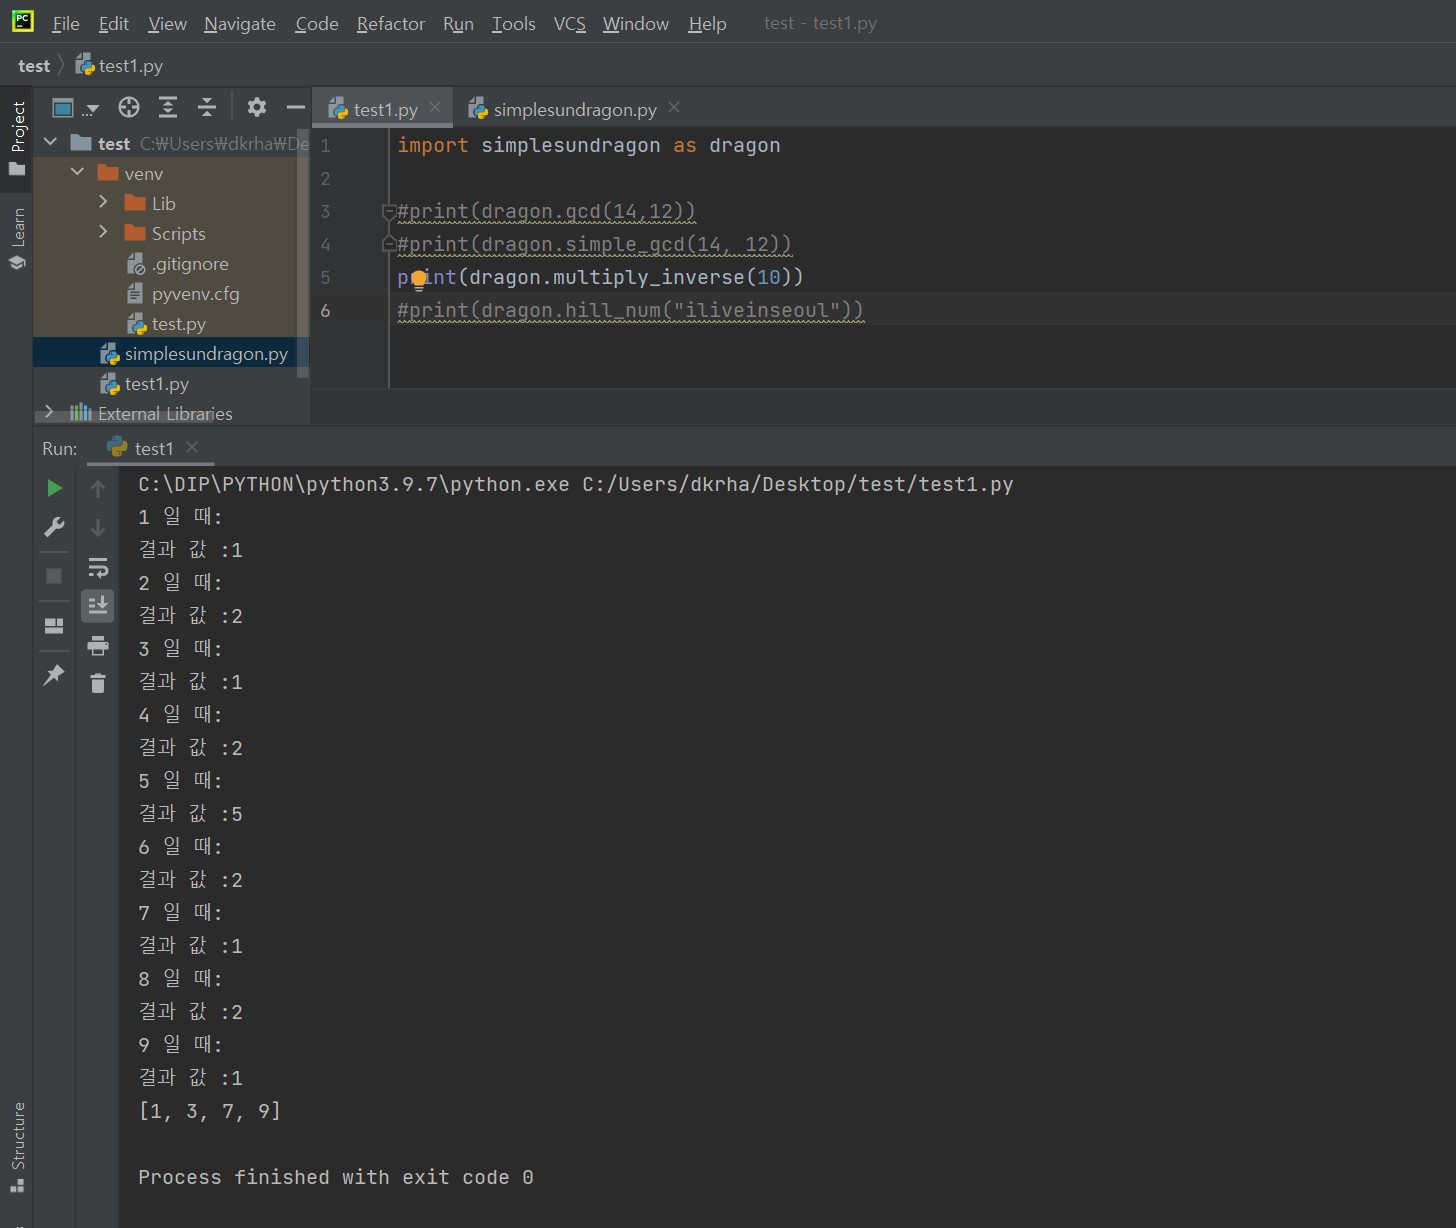 PC
File Edit View Navigate Code Refactor Run Tools VCS Window Help test - test1.py
test test1.py
Project
Learn
Structure
test C:₩Users₩dkrha₩De
venv
Lib
Scripts
.gitignore
pyvenv.cfg
test.py
simplesundragon.py
test1.py
External Libraries
test1.py simplesundragon.py
1 import simplesundragon as dragon
2
3 #print(dragon.gcd(14,12))
4 #print(dragon.simple_gcd(14, 12))
5 print(dragon.multiply_inverse(10))
6 #print(dragon.hill_num("iliveinseoul"))
Run: test1
C:\DIP\PYTHON\python3.9.7\python.exe C:/Users/dkrha/Desktop/test/test1.py
1 일 때:
결과 값 :1
2 일 때:
결과 값 :2
3 일 때:
결과 값 :1
4 일 때:
결과 값 :2
5 일 때:
결과 값 :5
6 일 때:
결과 값 :2
7 일 때:
결과 값 :1
8 일 때:
결과 값 :2
9 일 때:
결과 값 :1
[1, 3, 7, 9]
Process finished with exit code 0